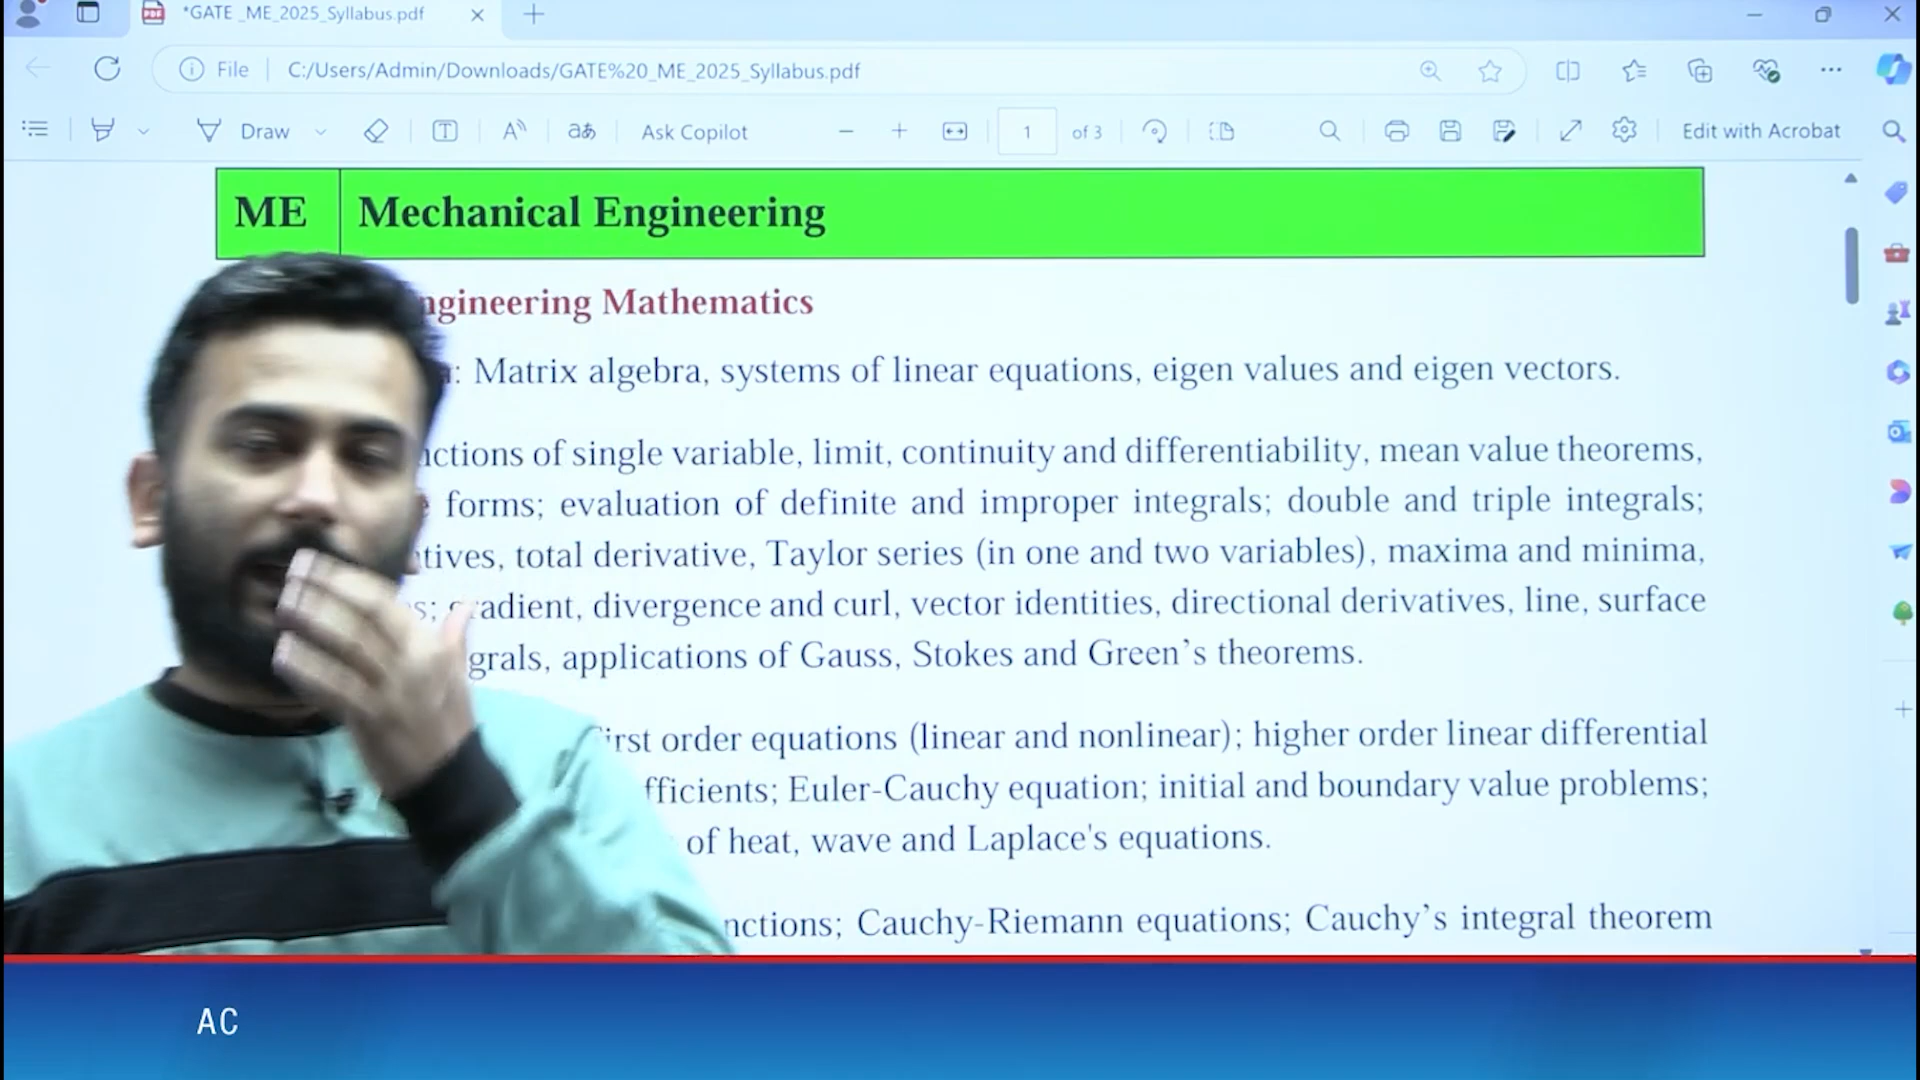 *GATE _ME_2025_Syllabus.pdf
File C:/Users/Admin/Downloads/GATE%20_ME_2025_Syllabus.pdf
Draw aあ Ask Copilot 1 of 3 Edit with Acrobat
ME Mechanical Engineering
ngineering Mathematics
: Matrix algebra, systems of linear equations, eigen values and eigen vectors.
of single variable, limit, continuity and differentiability, mean value theorems,
forms; evaluation of definite and improper integrals; double and triple integrals;
tives, total derivative, Taylor series (in one and two variables), maxima and minima,
gradient, divergence and curl, vector identities, directional derivatives, line, surface
grals, applications of Gauss, Stokes and Green’s theorems.
First order equations (linear and nonlinear); higher order linear differential
fficients; Euler-Cauchy equation; initial and boundary value problems;
of heat, wave and Laplace's equations.
nctions; Cauchy-Riemann equations; Cauchy’s integral theorem
AC